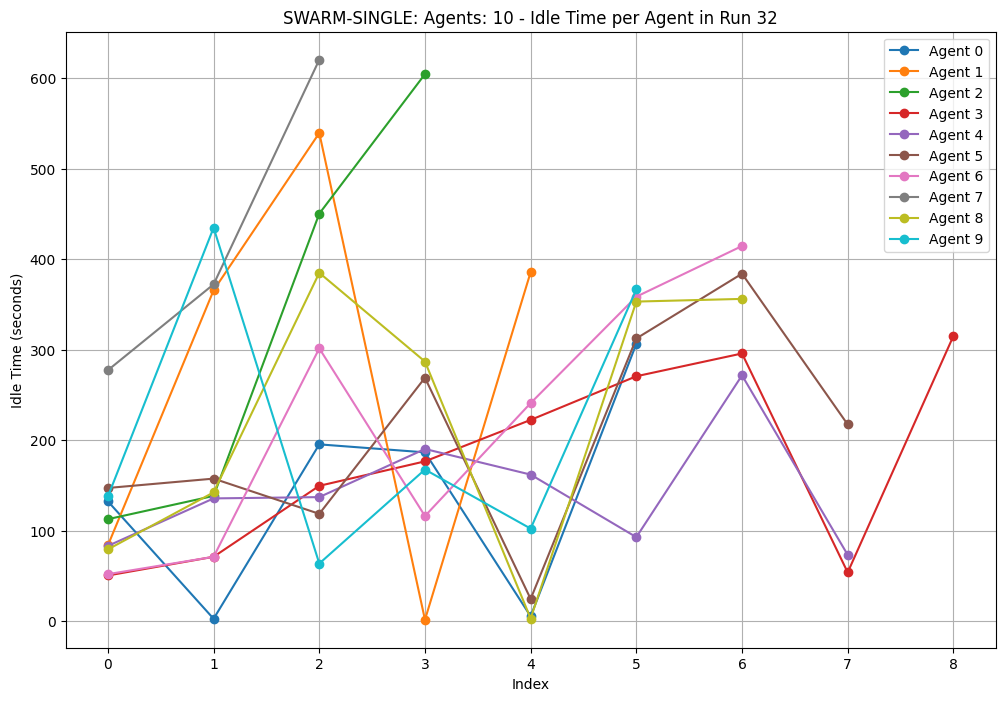 SWARM-SINGLE: Agents: 10 - Idle Time per Agent in Run 32
Idle Time (seconds)
600
500
400
300
200
100
0
0 1 2 3 4 5 6 7 8
Index
Agent 0
Agent 1
Agent 2
Agent 3
Agent 4
Agent 5
Agent 6
Agent 7
Agent 8
Agent 9